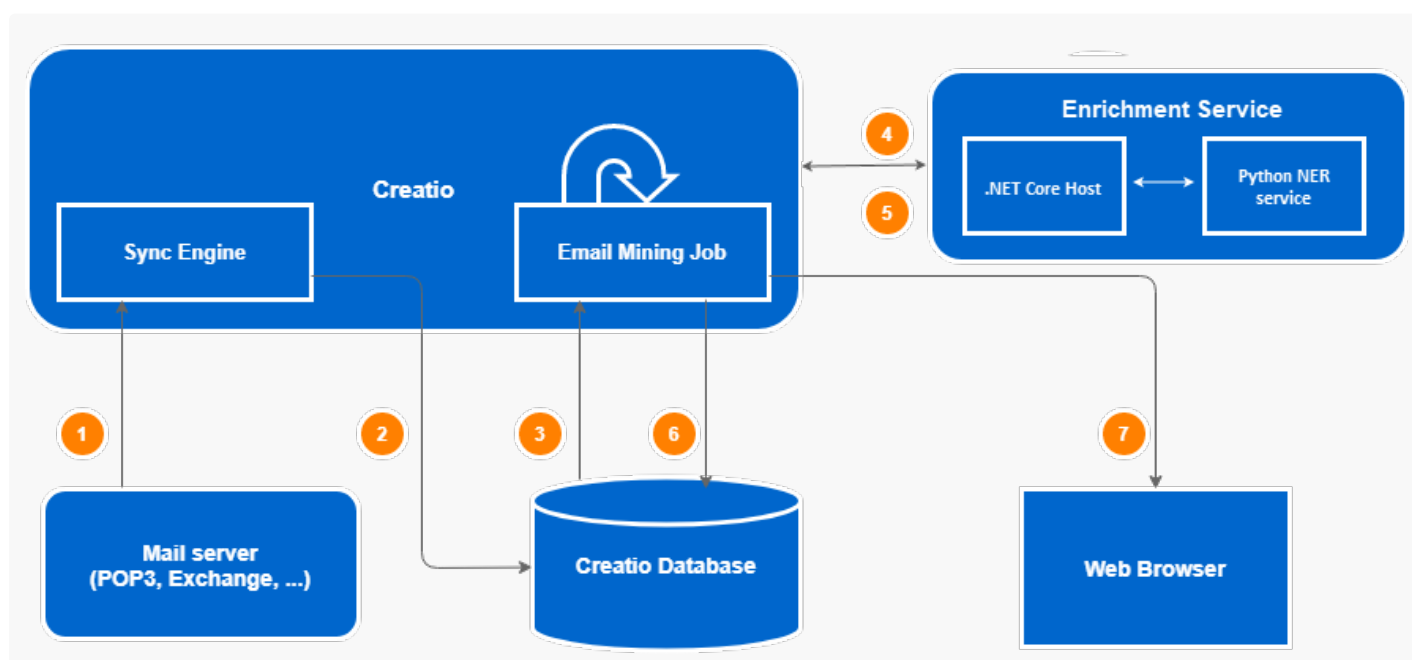 Creatio
Sync Engine
Email Mining Job
4
5
Enrichment Service
.NET Core Host
Python NER
service
1
2
3
6
7
Mail server
(POP3, Exchange, ...)
Creatio Database
Web Browser